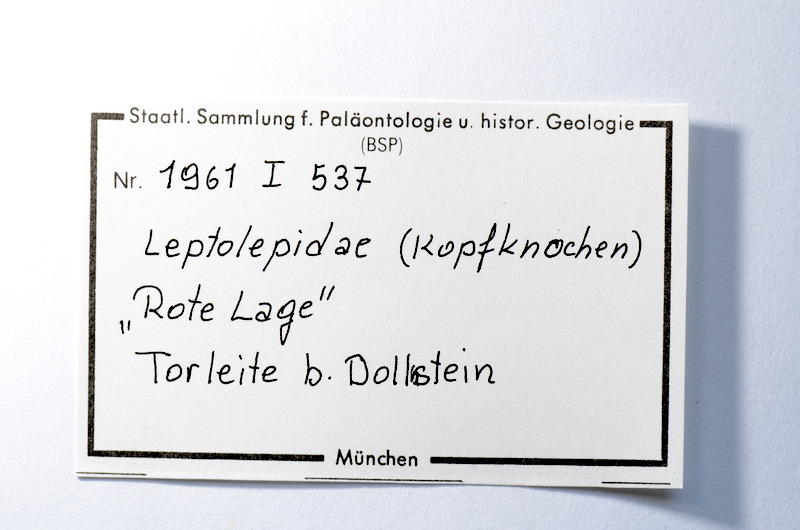 Staatl. Sammlung f. Paläontologie u. histor. Geologie
(BSP)
Nr. 1961 I 537
Leptolepidae (Kopfknochen)
„Rote Lage"
Torleite b. Dollnstein
München